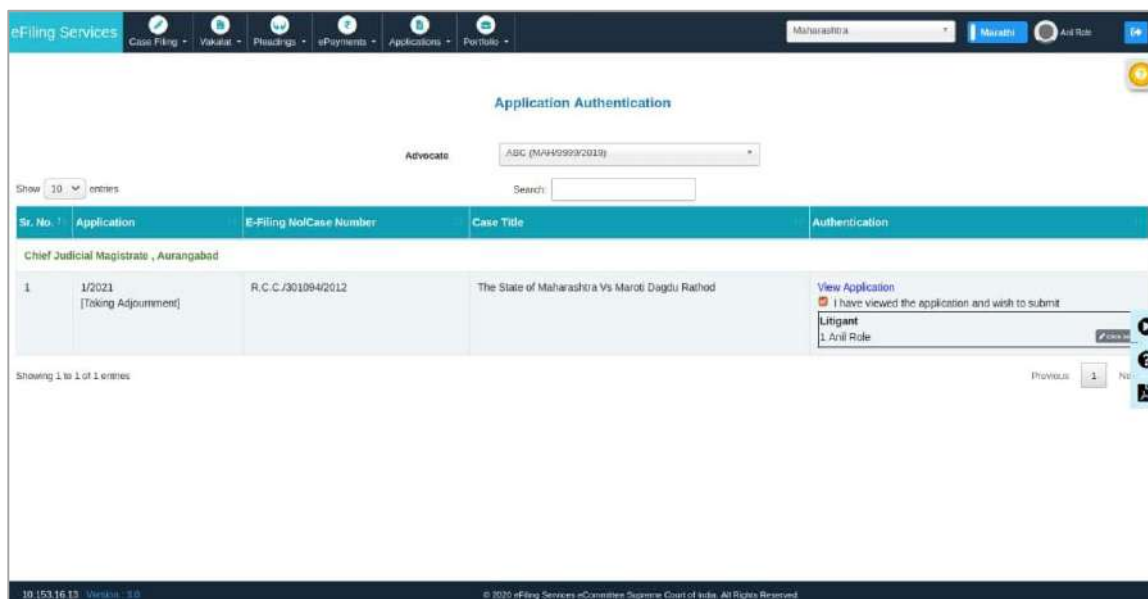 eFiling Services
Case Filing Vakalat Pleadings ePayments Applications Portfolio
Maharashtra Marathi Anil Role
Application Authentication
Advocate ABC (MAH/9999/2019)
Show 10 entries Search:
Sr. No. Application E-Filing No/Case Number Case Title Authentication
Chief Judicial Magistrate , Aurangabad
1 1/2021 R.C.C./301094/2012 The State of Maharashtra Vs Maroti Dagdu Rathod View Application
[Taking Adjournment] I have viewed the application and wish to submit
Litigant
1 Anil Role
Showing 1 to 1 of 1 entries Previous 1
10.153.16.13 Version : 3.0 © 2020 eFiling Services eCommittee Supreme Court of India. All Rights Reserved